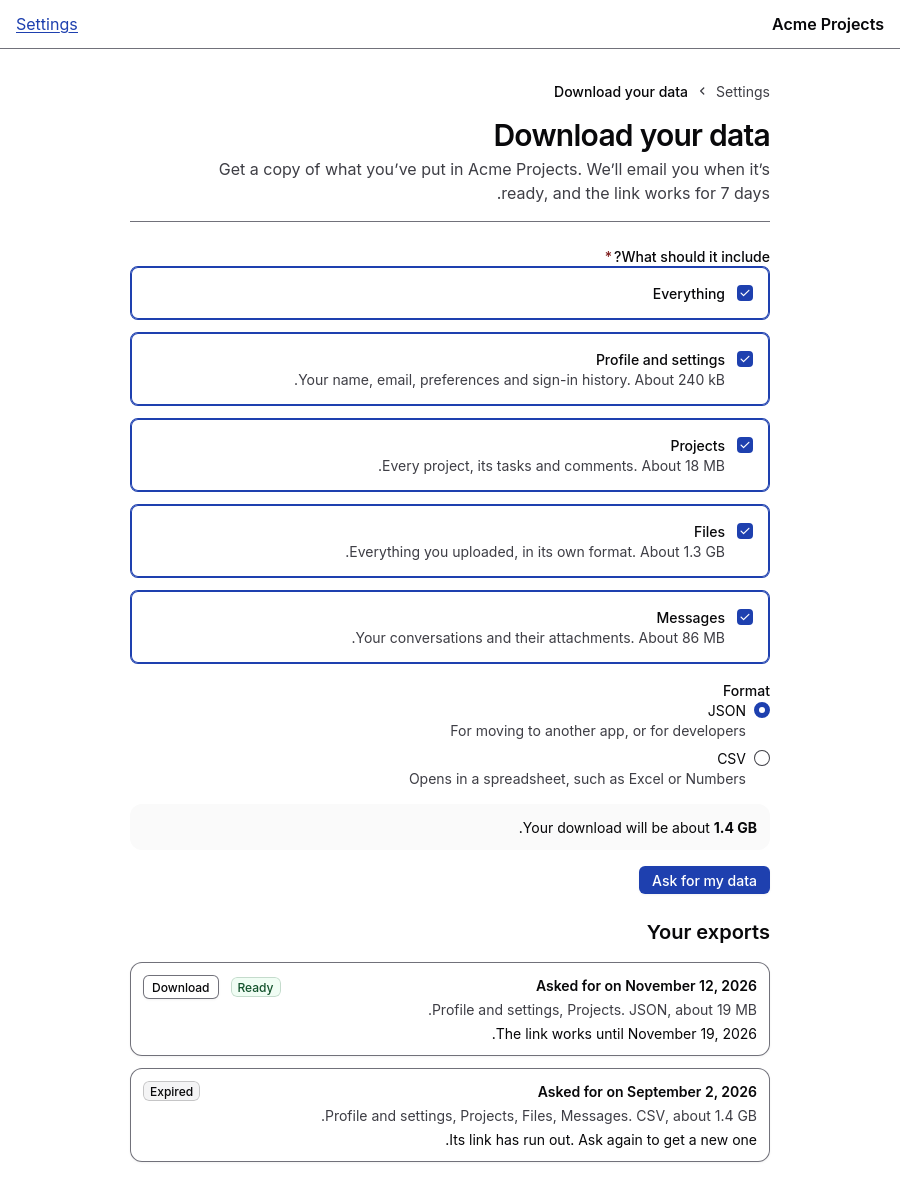 Acme Projects
Settings
Settings
Download your data
Download your data
Get a copy of what you’ve put in Acme Projects. We’ll email you when it’s
ready, and the link works for 7 days.
What should it include? *
Everything
Profile and settings
Your name, email, preferences and sign-in history. About 240 kB.
Projects
Every project, its tasks and comments. About 18 MB.
Files
Everything you uploaded, in its own format. About 1.3 GB.
Messages
Your conversations and their attachments. About 86 MB.
Format
JSON
For moving to another app, or for developers
CSV
Opens in a spreadsheet, such as Excel or Numbers
Your download will be about 1.4 GB.
Ask for my data
Your exports
Asked for on November 12, 2026
Profile and settings, Projects. JSON, about 19 MB.
The link works until November 19, 2026.
Ready
Download
Asked for on September 2, 2026
Profile and settings, Projects, Files, Messages. CSV, about 1.4 GB.
Its link has run out. Ask again to get a new one.
Expired